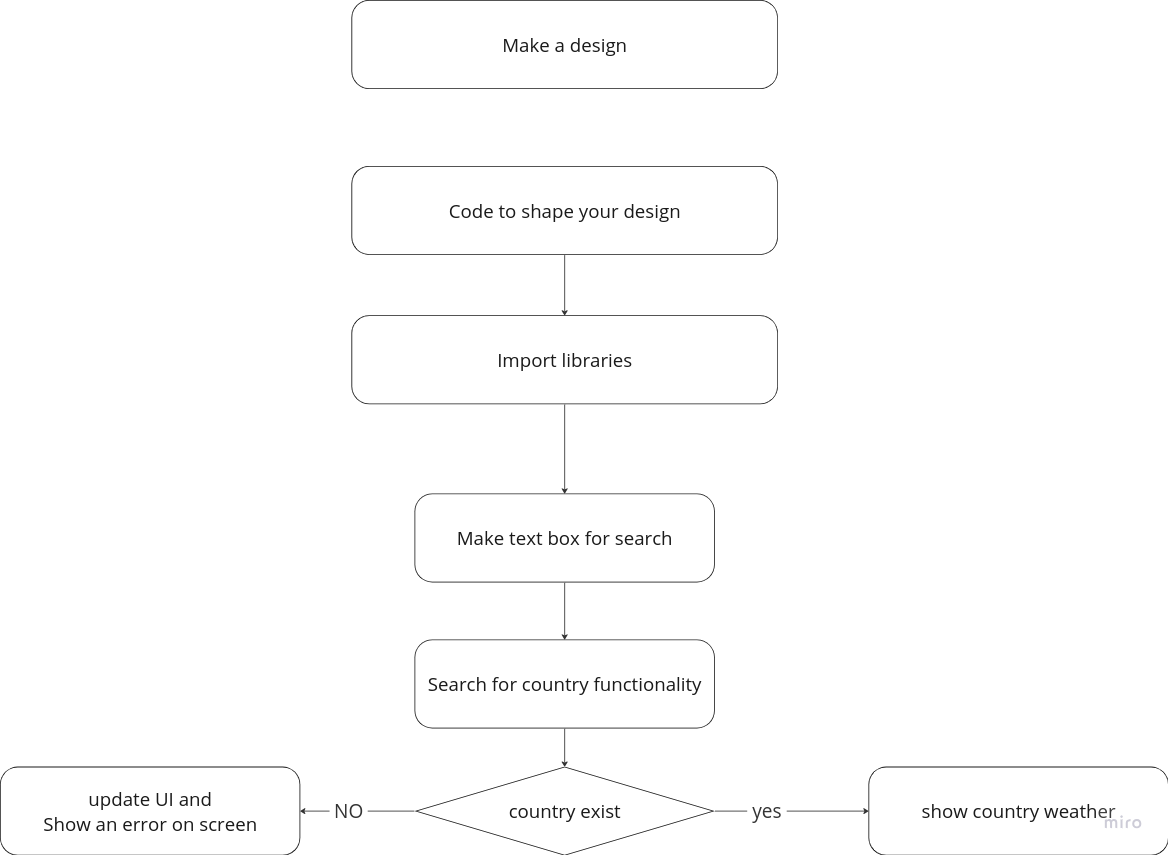 Make a design
Code to shape your design
Import libraries
Make text box for search
Search for country functionality
update UI and
Show an error on screen
NO
country exist
yes
show country weather
miro